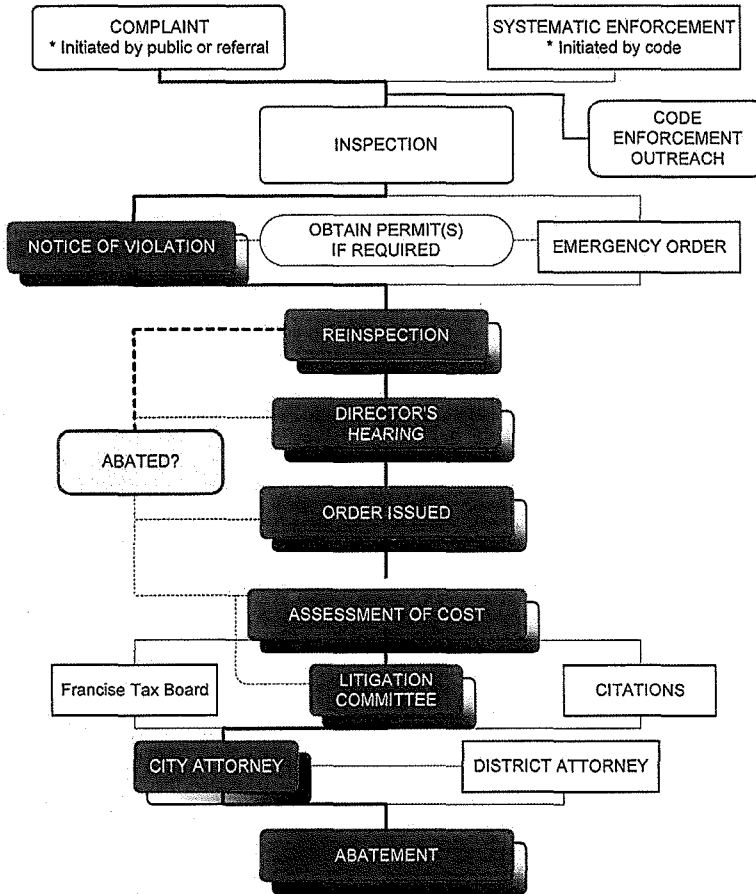 COMPLAINT
* Initiated by public or referral
SYSTEMATIC ENFORCEMENT
* Initiated by code
INSPECTION
CODE
ENFORCEMENT
OUTREACH
NOTICE OF VIOLATION
OBTAIN PERMIT(S)
IF REQUIRED
EMERGENCY ORDER
REINSPECTION
DIRECTOR'S
HEARING
ABATED?
ORDER ISSUED
ASSESSMENT OF COST
Francise Tax Board
LITIGATION
COMMITTEE
CITATIONS
CITY ATTORNEY
DISTRICT ATTORNEY
ABATEMENT